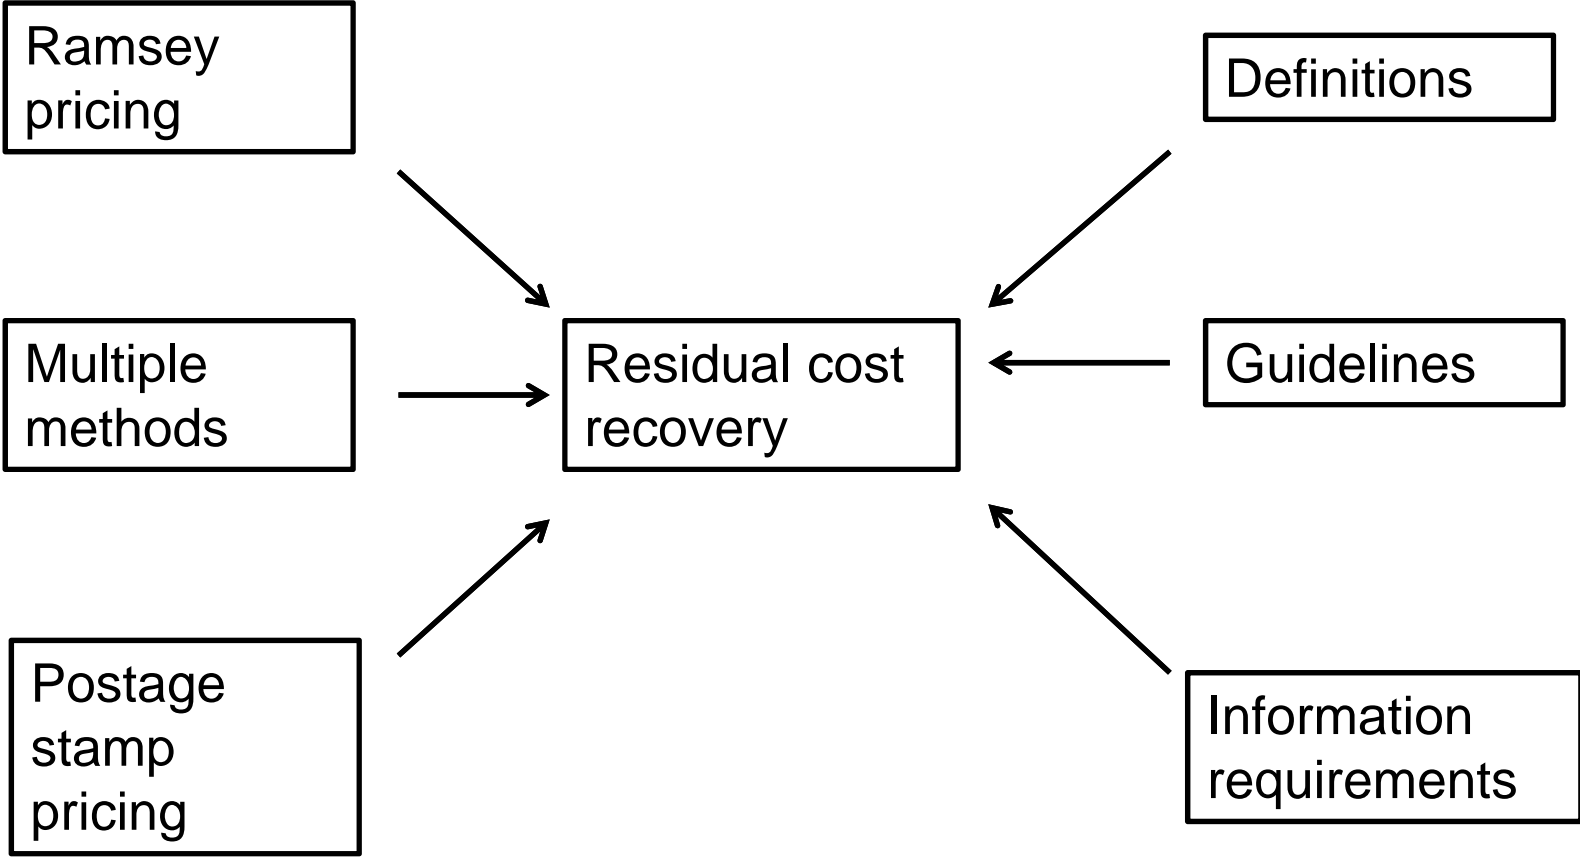 Ramsey
pricing
Definitions
Multiple
methods
Residual cost
recovery
Guidelines
Postage
stamp
pricing
Information
requirements